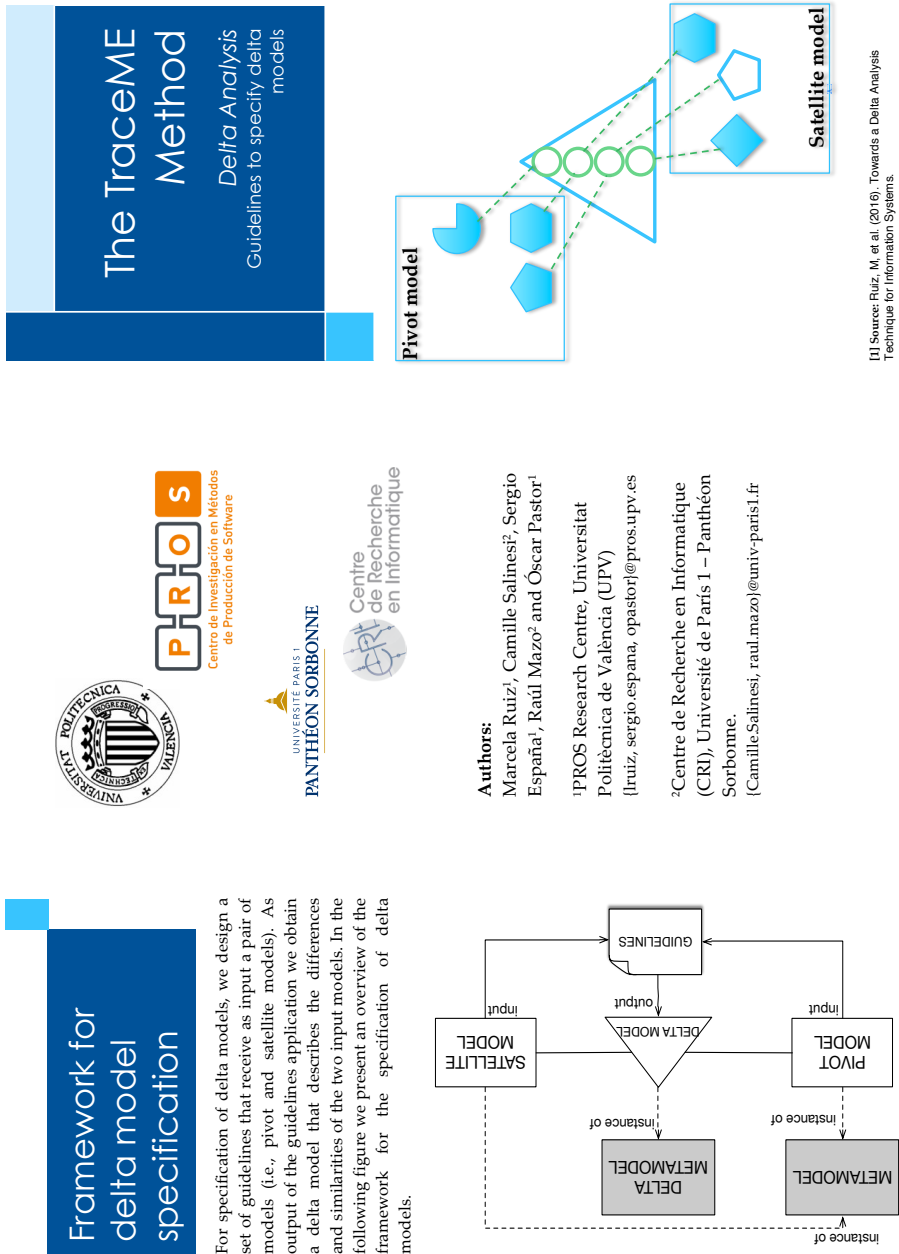 Framework for
delta model
specification
For specification of delta models, we design a
set of guidelines that receive as input a pair of
models (i.e., pivot and satellite models). As
output of the guidelines application we obtain
a delta model that describes the differences
and similarities of the two input models. In the
following figure we present an overview of the
framework for the specification of delta
models.
instance of
METAMODEL
DELTA
METAMODEL
instance of
instance of
PIVOT
MODEL
DELTA MODEL
SATELLITE
MODEL
input
output
input
GUIDELINES
UNIVERSITAT POLITECNICA
VALENCIA
PROGRESSIO
ET TECHNICA
P R O S
Centro de Investigación en Métodos
de Producción de Software
UNIVERSITÉ PARIS 1
PANTHÉON SORBONNE
CRI
Centre
de Recherche
en Informatique
Authors:
Marcela Ruiz¹, Camille Salinesi², Sergio
España¹, Raúl Mazo² and Óscar Pastor¹
¹PROS Research Centre, Universitat
Politècnica de València (UPV)
{lruiz, sergio.espana, opastor}@pros.upv.es
²Centre de Recherche en Informatique
(CRI), Université de París 1 – Panthéon
Sorbonne.
{Camille.Salinesi, raul.mazo}@univ-paris1.fr
The TraceME
Method
Delta Analysis
Guidelines to specify delta
models
Pivot model
Satellite model
[1] Source: Ruiz, M, et al. (2016). Towards a Delta Analysis
Technique for Information Systems.